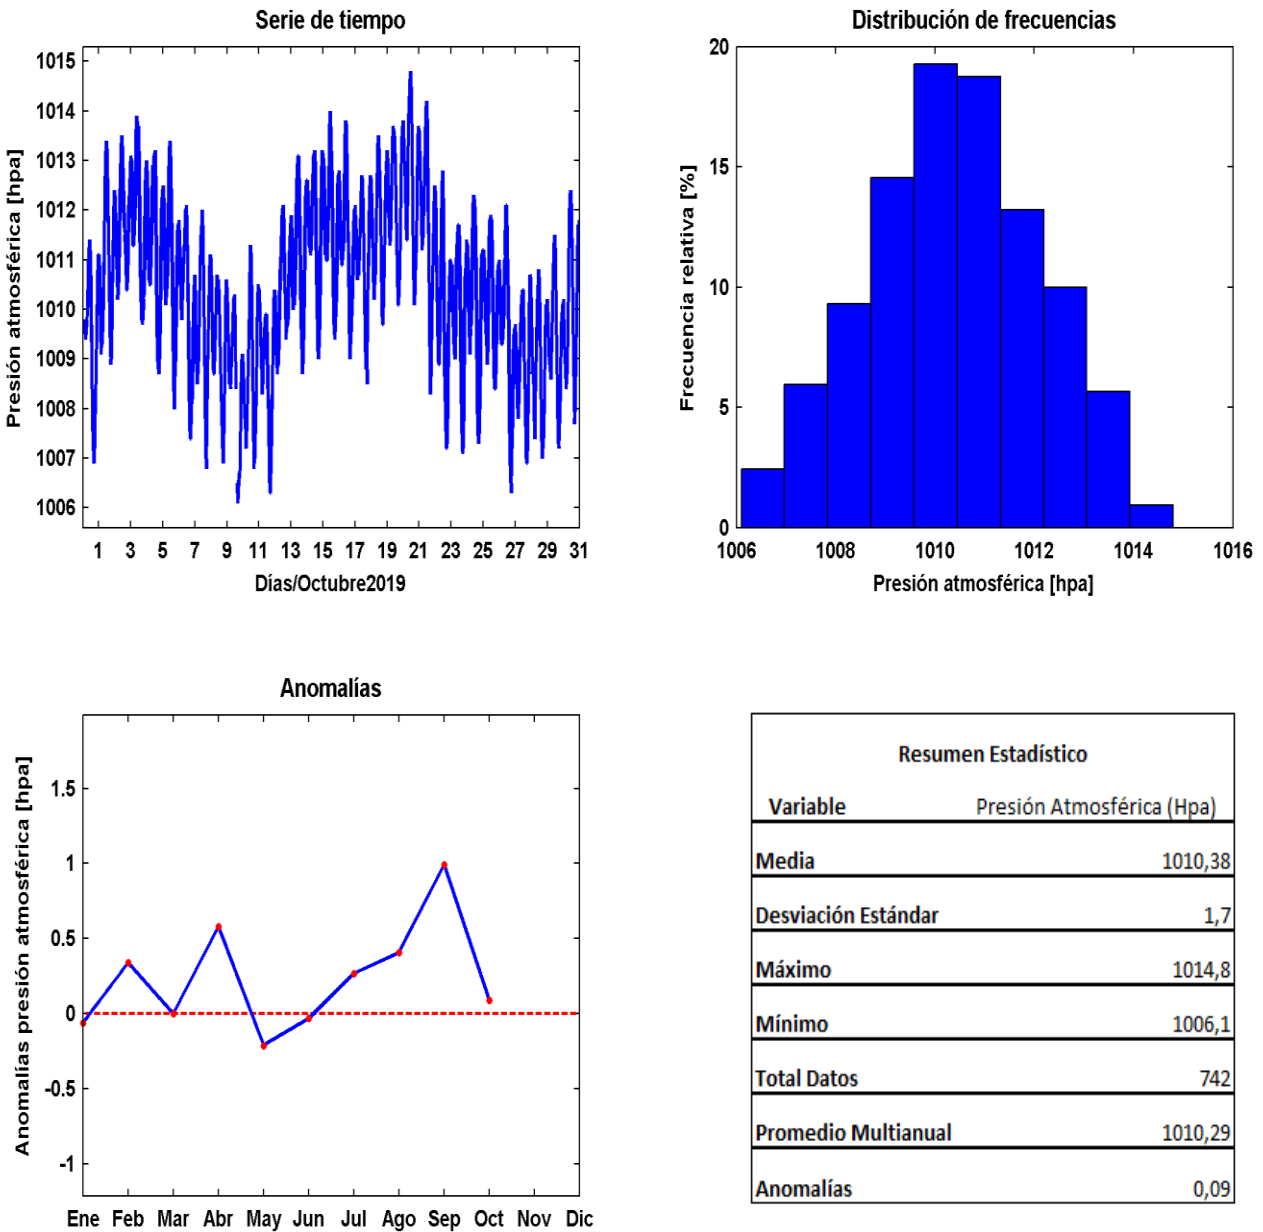 Serie de tiempo
Presión atmosférica [hpa]
1015
1014
1013
1012
1011
1010
1009
1008
1007
1006
1 3 5 7 9 11 13 15 17 19 21 23 25 27 29 31
Días/Octubre2019
Distribución de frecuencias
Frecuencia relativa [%]
20
15
10
5
0
1006 1008 1010 1012 1014 1016
Presión atmosférica [hpa]
Anomalías
Anomalías presión atmosférica [hpa]
1.5
1
0.5
0
-0.5
-1
Ene Feb Mar Abr May Jun Jul Ago Sep Oct Nov Dic
Resumen Estadístico
Variable Presión Atmosférica (Hpa)
Media 1010,38
Desviación Estándar 1,7
Máximo 1014,8
Mínimo 1006,1
Total Datos 742
Promedio Multianual 1010,29
Anomalías 0,09